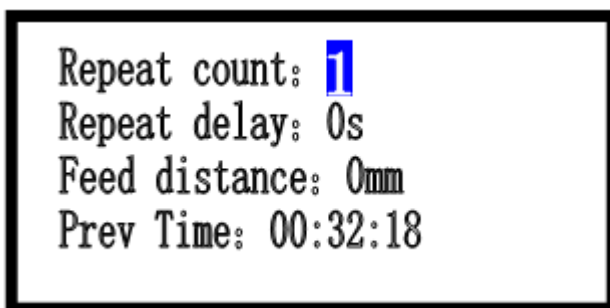 Repeat count: 1
Repeat delay: 0s
Feed distance: 0mm
Prev Time: 00:32:18